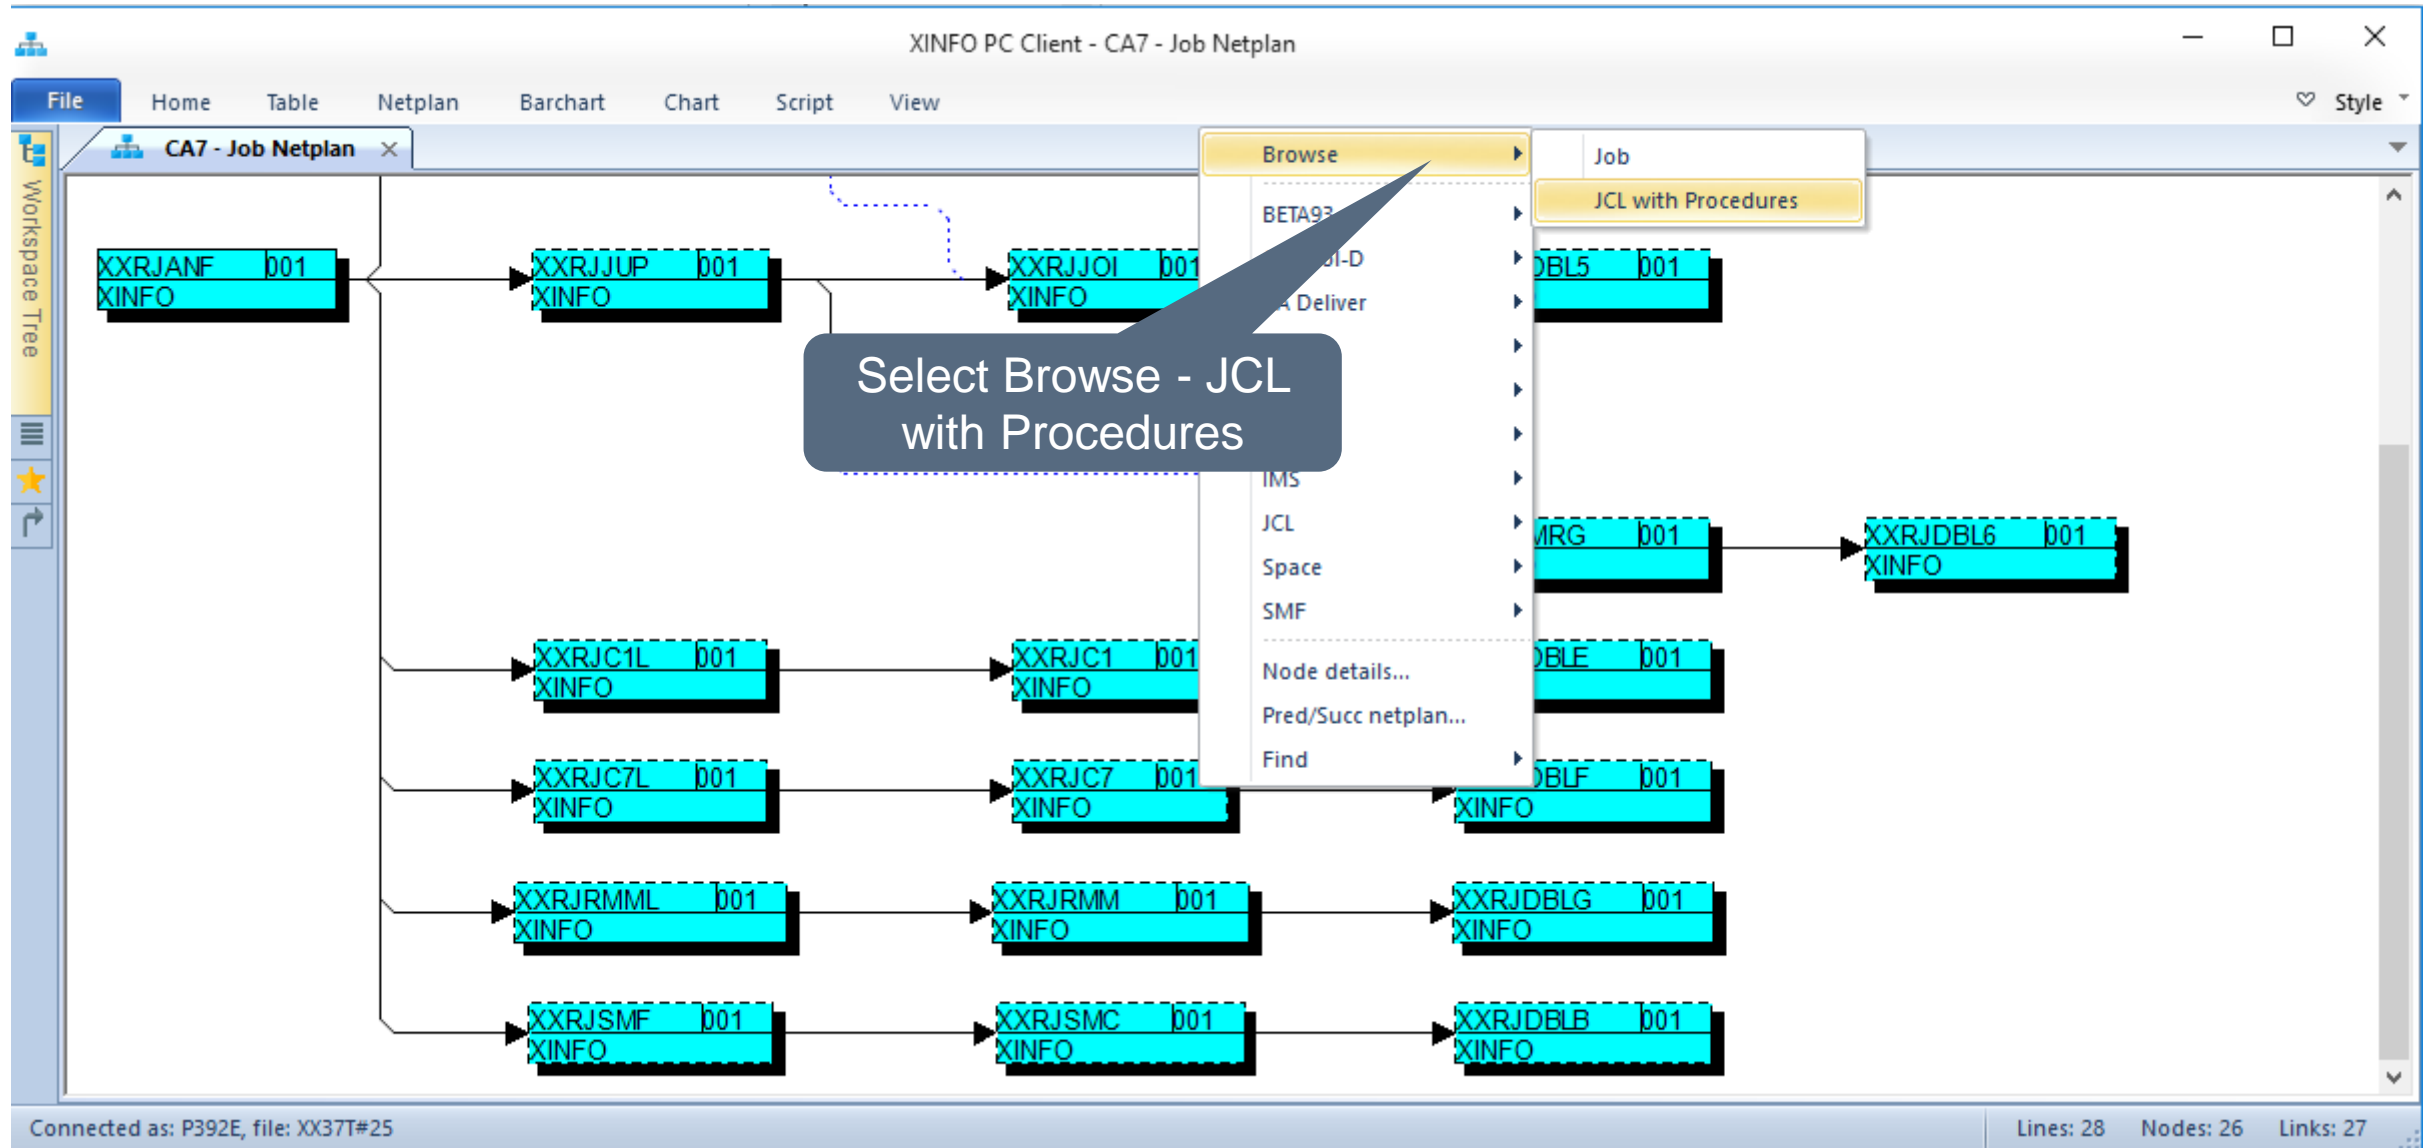 XINFO PC Client - CA7 - Job Netplan
File Home Table Netplan Barchart Chart Script View Style
CA7 - Job Netplan
Workspace Tree
Browse
Job
JCL with Procedures
BETA93
Deliver
IMS
JCL
Space
SMF
Node details...
Pred/Succ netplan...
Find
Select Browse - JCL
with Procedures
XXRJANF 001
XINFO
XXRJJUP 001
XINFO
XXRJJOI 001
XINFO
DBL5 001
MRG 001
XXRJDBL6 001
XINFO
XXRJC1L 001
XINFO
XXRJC1 001
XINFO
DBLE 001
XXRJC7L 001
XINFO
XXRJC7 001
XINFO
DBLF 001
XINFO
XXRJRMML 001
XINFO
XXRJRMM 001
XINFO
XXRJDBLG 001
XINFO
XXRJSMF 001
XINFO
XXRJSMC 001
XINFO
XXRJDBLB 001
XINFO
Connected as: P392E, file: XX37T#25
Lines: 28 Nodes: 26 Links: 27